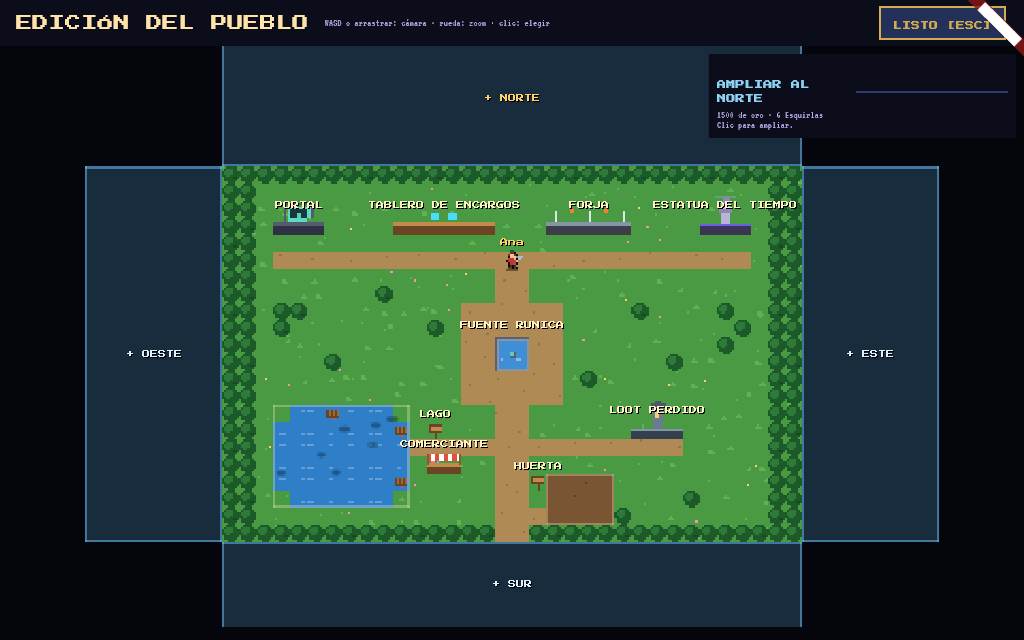 EDICIÓN DEL PUEBLO
WASD o arrastrar: cámara · rueda: zoom · clic: elegir
LISTO [ESC]
+ NORTE
AMPLIAR AL
NORTE
1500 de oro · 6 Esquirlas
Clic para ampliar.
PORTAL
TABLERO DE ENCARGOS
FORJA
ESTATUA DEL TIEMPO
Ana
FUENTE RUNICA
+ OESTE
+ ESTE
LAGO
LOOT PERDIDO
COMERCIANTE
HUERTA
+ SUR